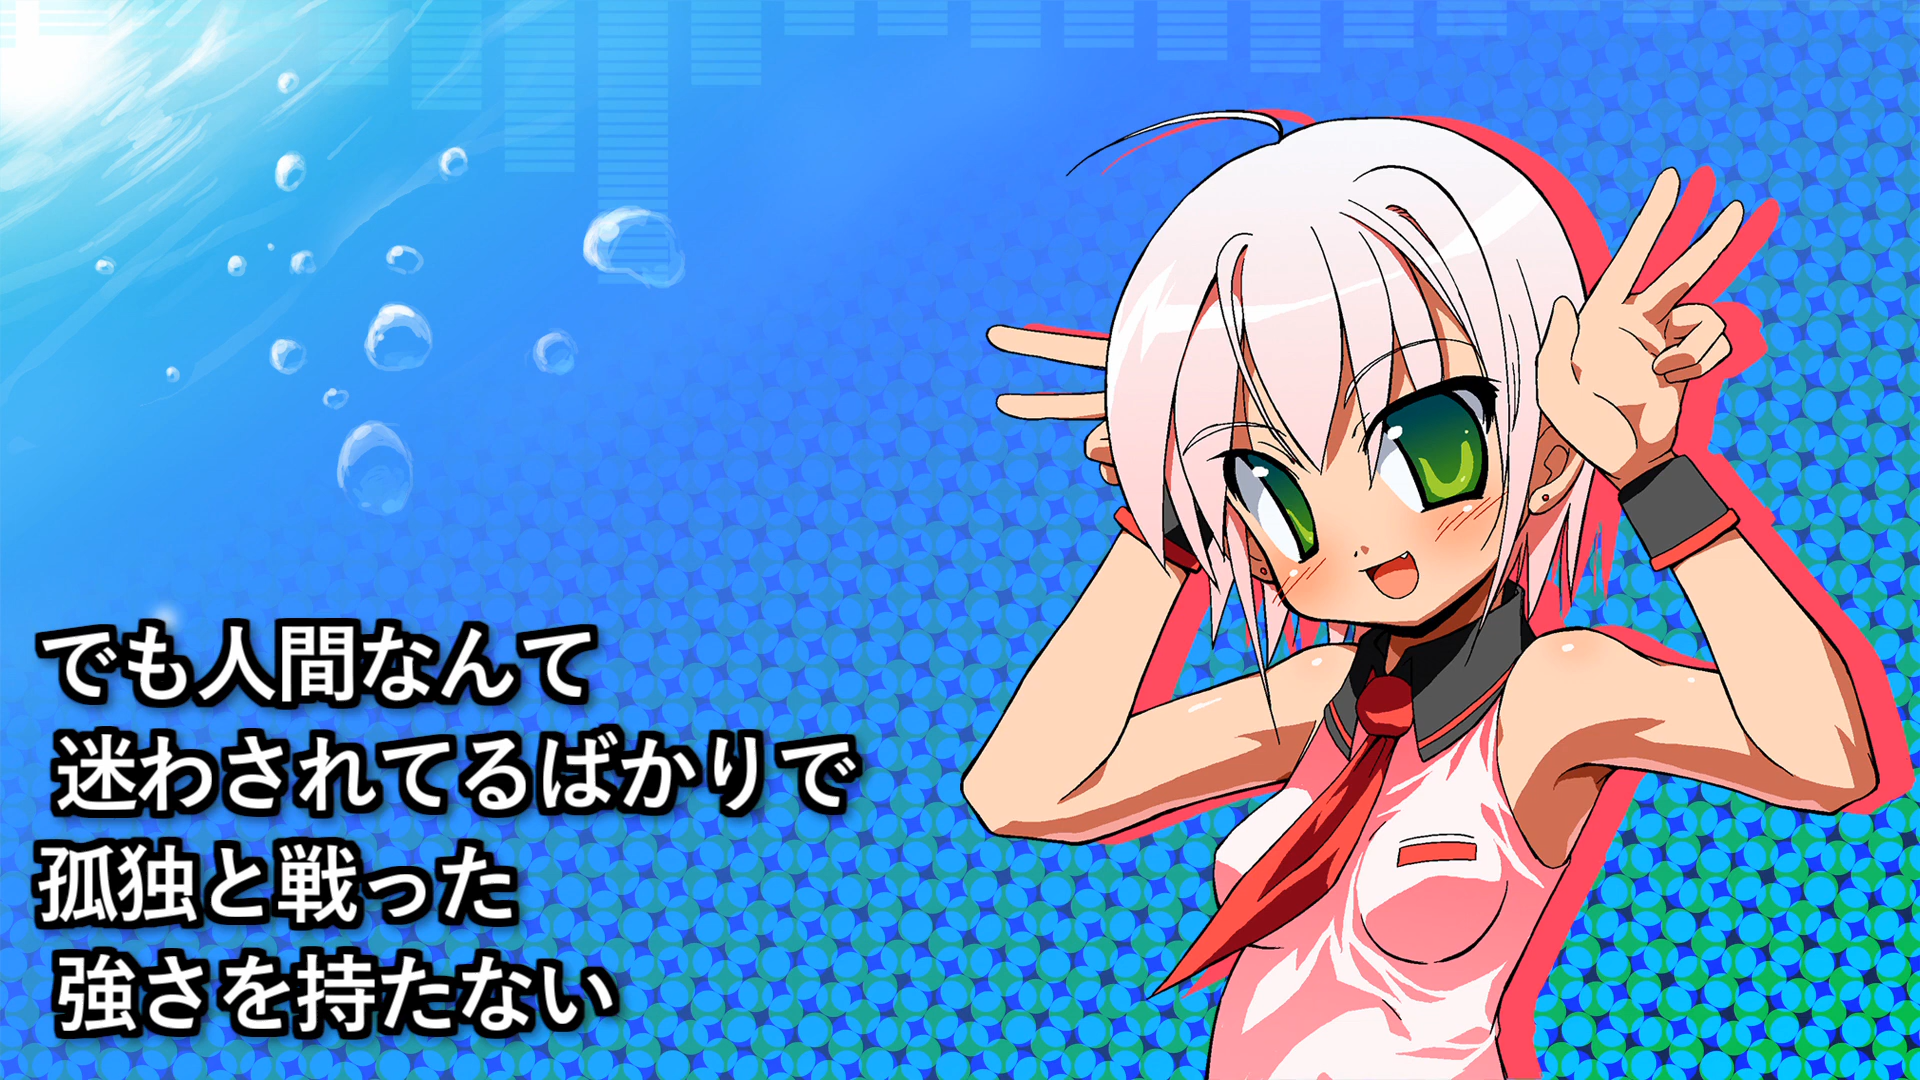 でも人間なんて
迷わされてるばかりで
孤独と戦った
強さを持たない